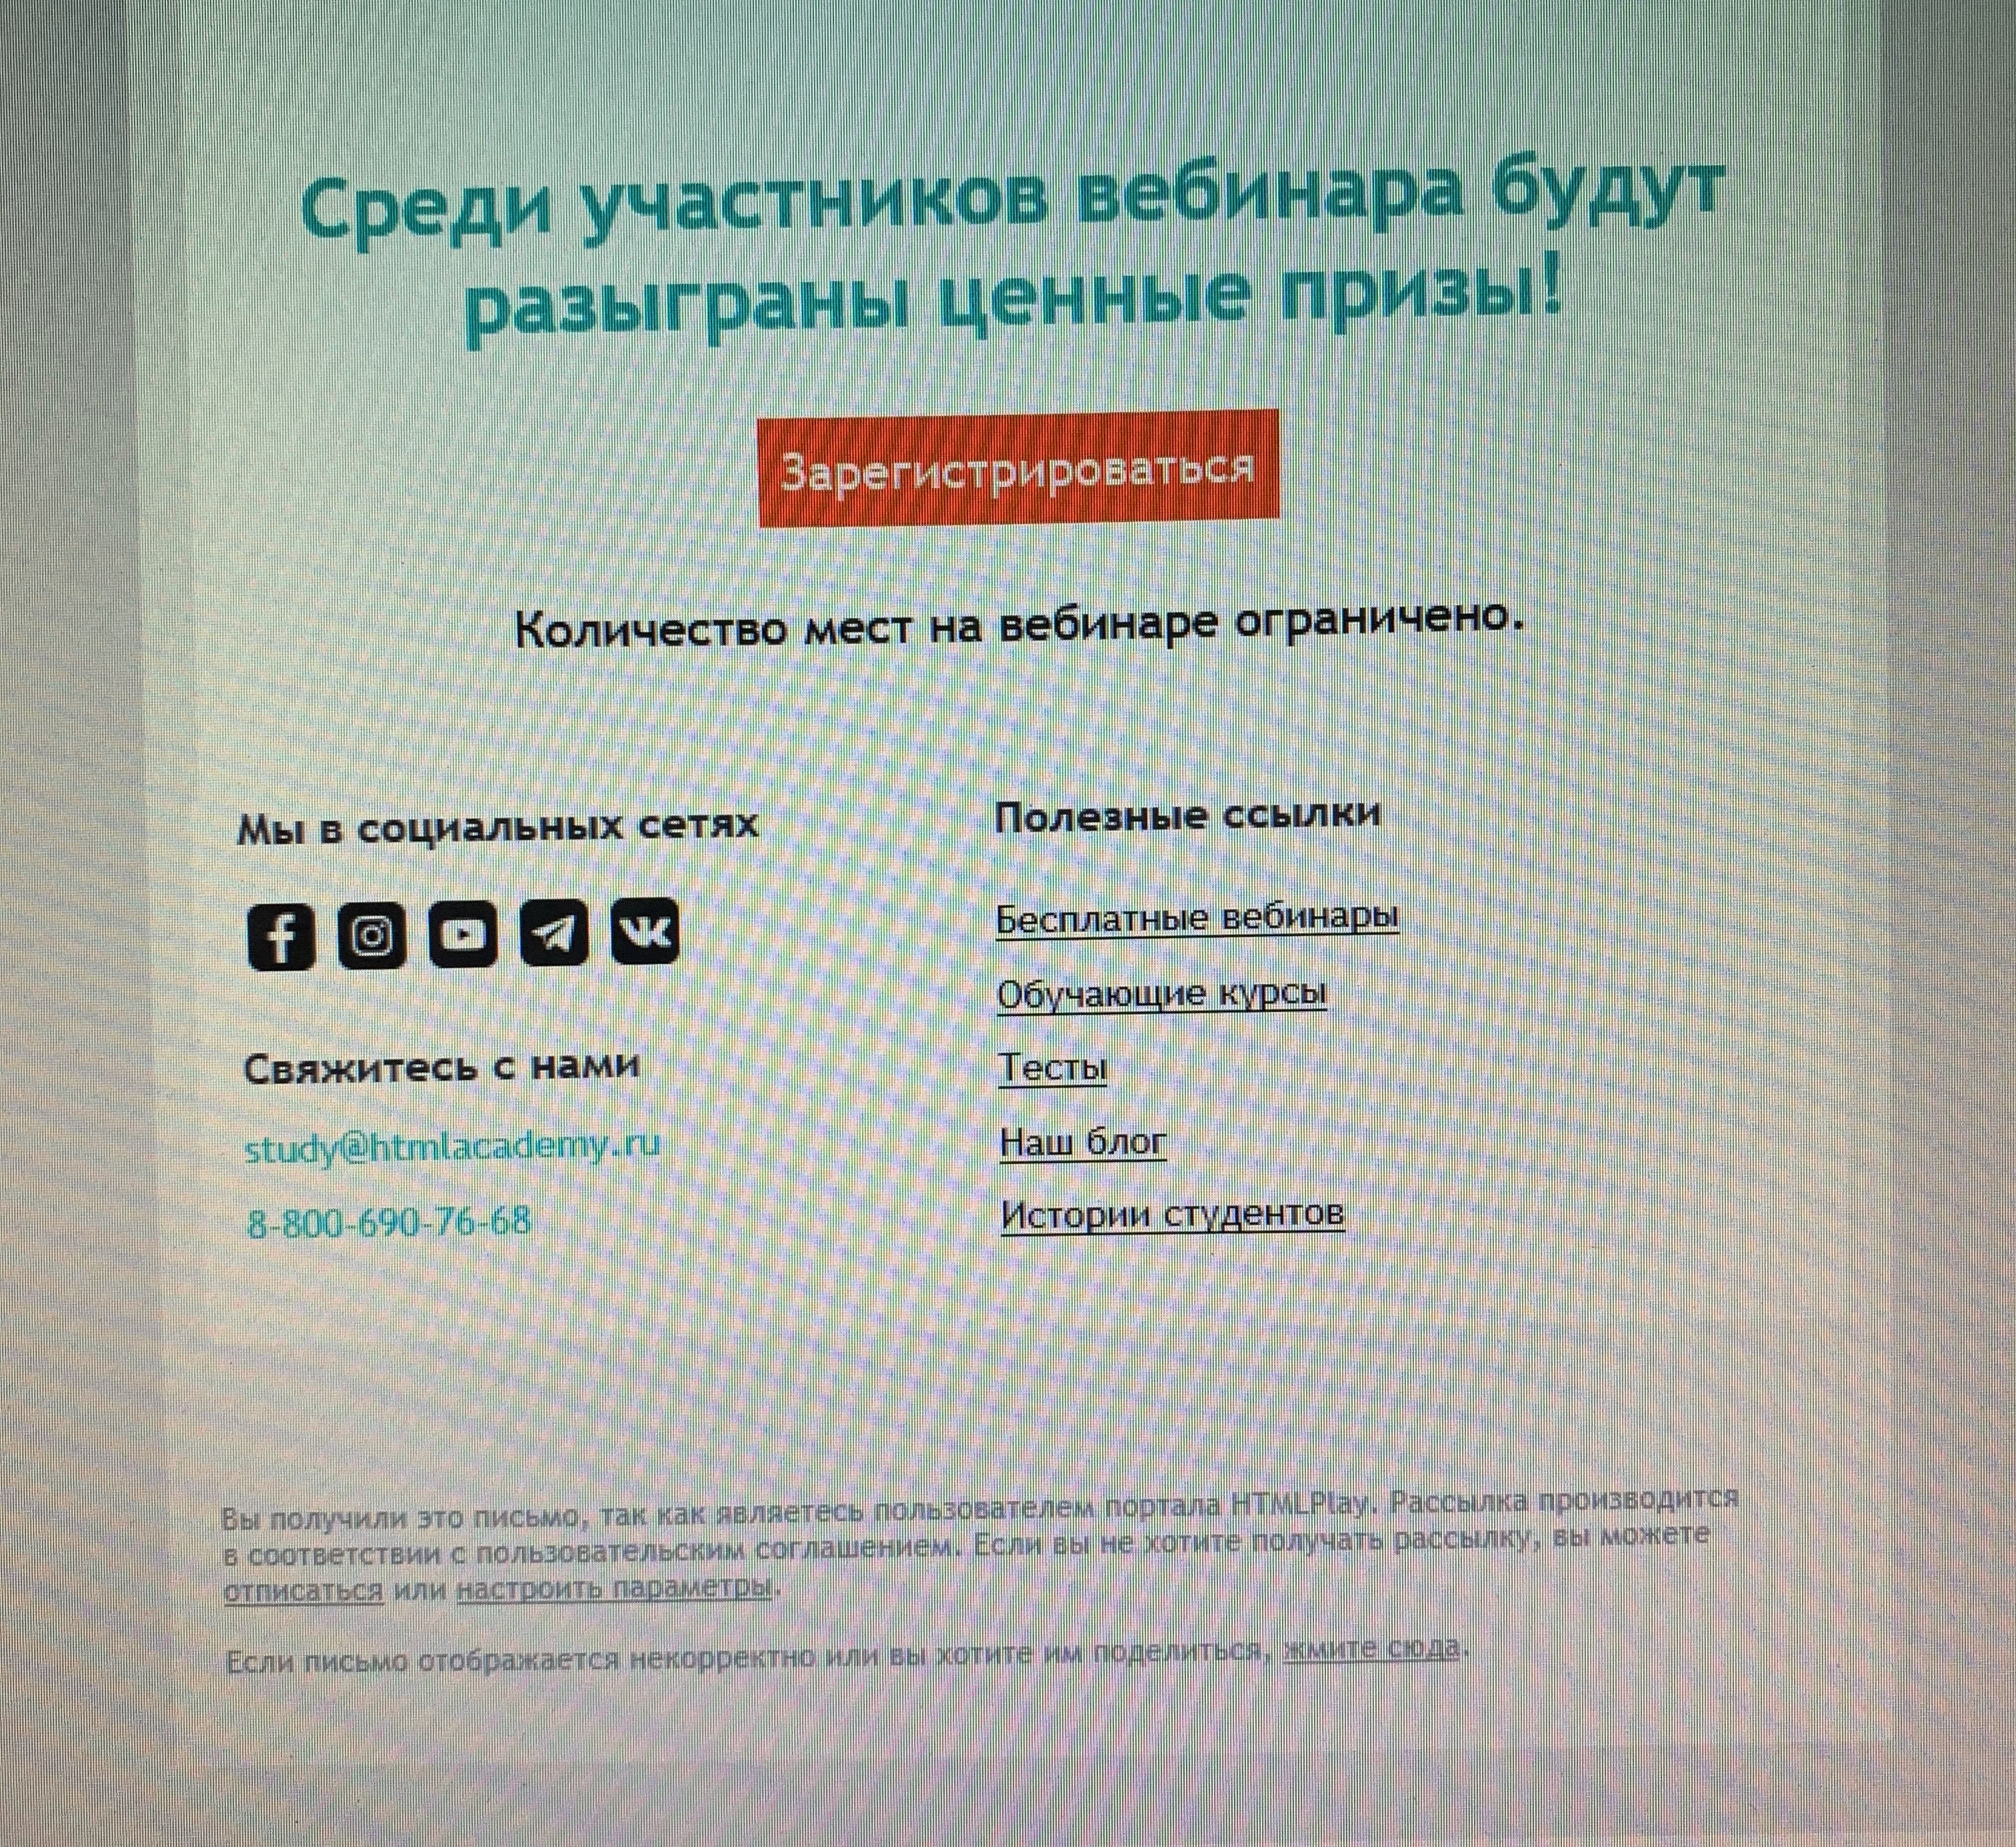 Среди участников вебинара будут
разыграны ценные призы!
Зарегистрироваться
Количество мест на вебинаре ограничено.
Мы в социальных сетях
Свяжитесь с нами
study@htmlacademy.ru
8-800-690-76-68
Полезные ссылки
Бесплатные вебинары
Обучающие курсы
Тесты
Наш блог
Истории студентов
Вы получили это письмо, так как являетесь пользователем портала HTMLPlay. Рассылка производится
в соответствии с пользовательским соглашением. Если вы не хотите получать рассылку, вы можете
отписаться или настроить параметры.
Если письмо отображается некорректно или вы хотите им поделиться, жмите сюда.